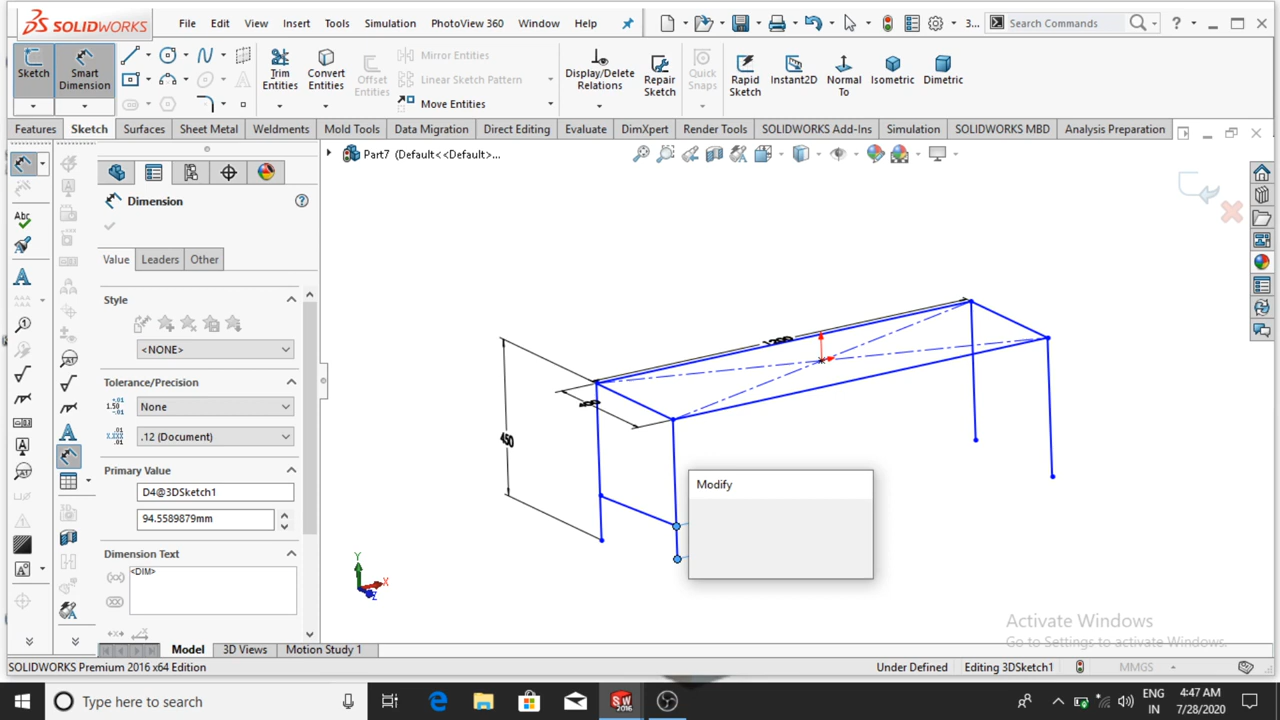 SOLIDWORKS File Edit View Insert Tools Simulation PhotoView 360 Window Help 3... Search Commands ?
Sketch Smart Dimension Trim Entities Convert Entities Offset Entities Mirror Entities Linear Sketch Pattern Move Entities Display/Delete Relations Repair Sketch Quick Snaps Rapid Sketch Instant2D Normal To Isometric Dimetric
Features Sketch Surfaces Sheet Metal Weldments Mold Tools Data Migration Direct Editing Evaluate DimXpert Render Tools SOLIDWORKS Add-Ins Simulation SOLIDWORKS MBD Analysis Preparation
Part7 (Default<<Default>...
Dimension
Value Leaders Other
Style
<NONE>
Tolerance/Precision
None
.12 (Document)
Primary Value
D4@3DSketch1
94.5589879mm
Dimension Text
<DIM>
Abc
450
Modify
Y
X
Z
Activate Windows
Go to Settings to activate Windows.
Model 3D Views Motion Study 1
SOLIDWORKS Premium 2016 x64 Edition Under Defined Editing 3DSketch1 MMGS
Type here to search
SW 2016
ENG
IN
4:47 AM
7/28/2020